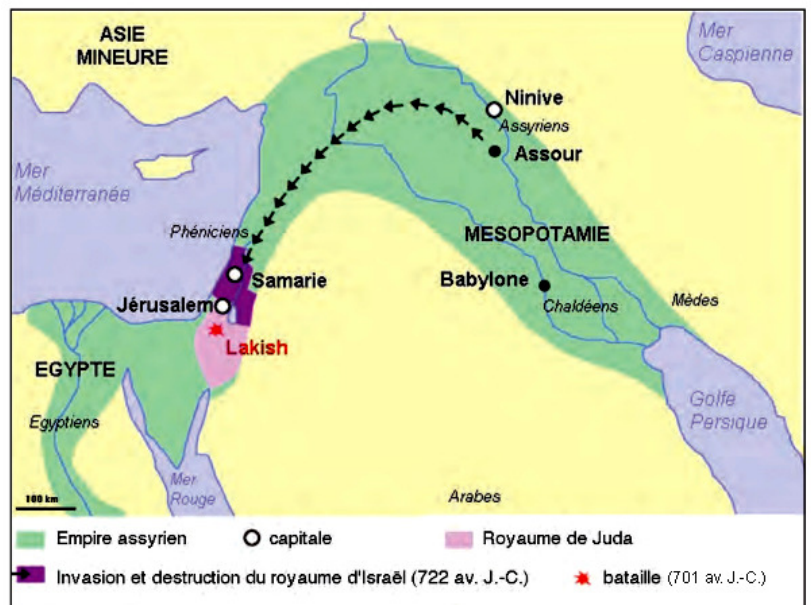 ASIE
MINEURE
Mer
Caspienne
Ninive
Assyriens
Assour
Mer
Méditerranée
Phéniciens
MESOPOTAMIE
Samarie
Babylone
Jérusalem
Chaldéens
Mèdes
Lakish
EGYPTE
Golfe
Persique
Egyptiens
Mer
Rouge
Arabes
100 km
Empire assyrien
capitale
Royaume de Juda
Invasion et destruction du royaume d'Israël (722 av. J.-C.)
bataille (701 av. J.-C.)